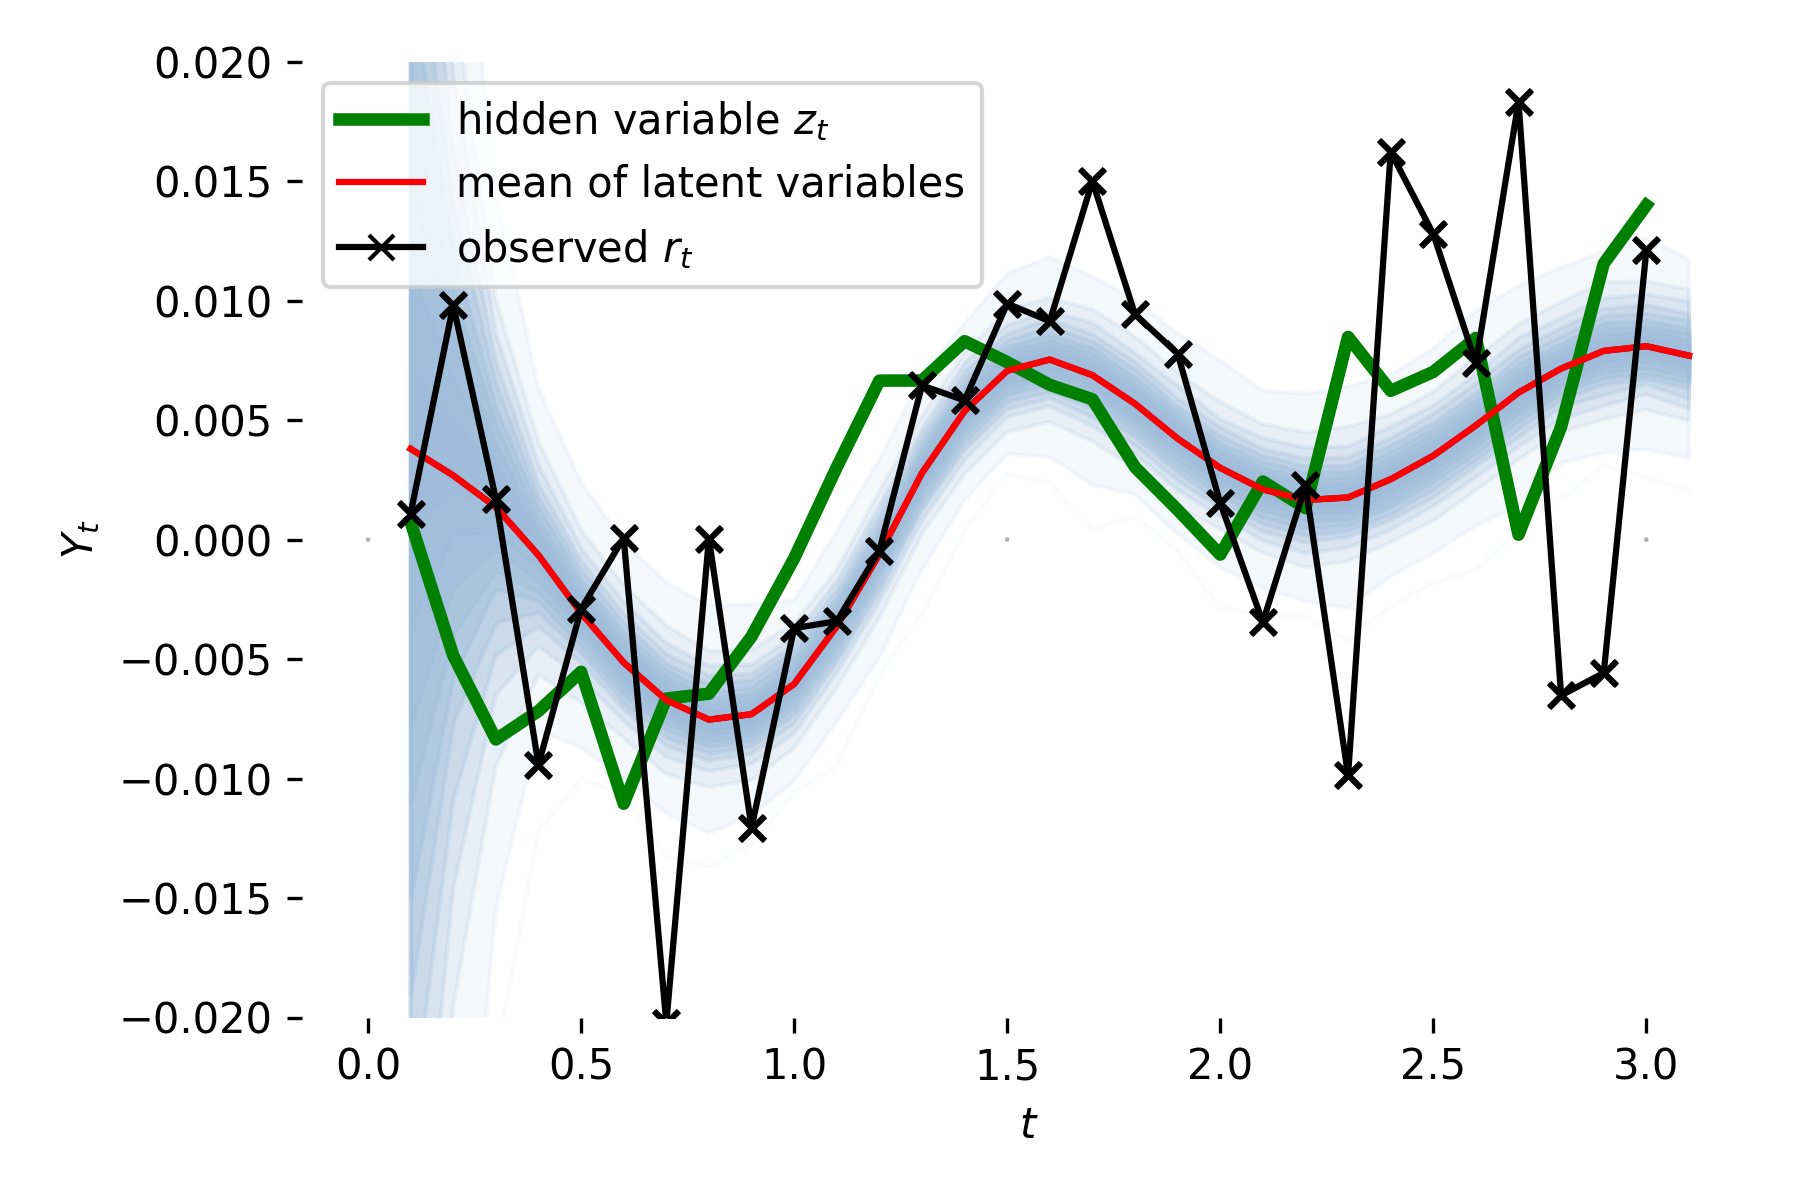 0.020
0.015
0.010
0.005
0.000
−0.005
−0.010
−0.015
−0.020
Y_t
hidden variable z_t
mean of latent variables
observed r_t
0.0 0.5 1.0 1.5 2.0 2.5 3.0
t